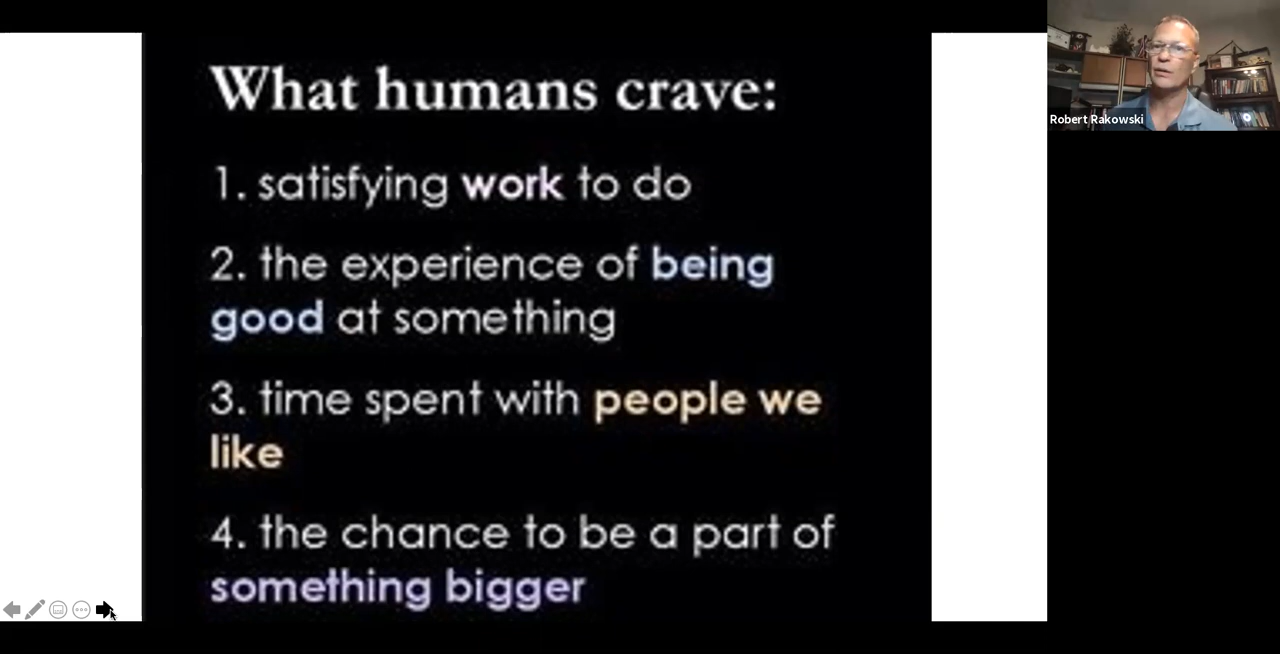 What humans crave:
1. satisfying work to do
2. the experience of being
good at something
3. time spent with people we
like
4. the chance to be a part of
something bigger
Robert Rakowski